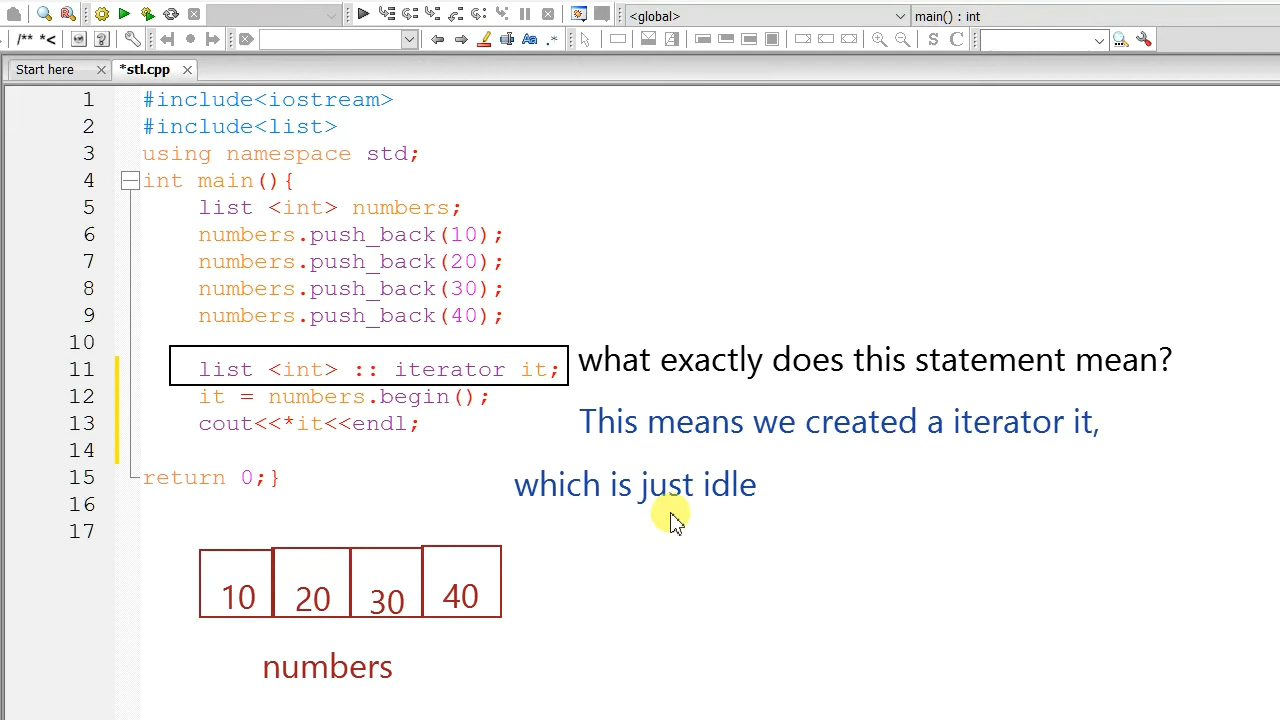 <global>
main() : int
/** *<
Start here
*stl.cpp
1 #include<iostream>
2 #include<list>
3 using namespace std;
4 int main(){
5 list <int> numbers;
6 numbers.push_back(10);
7 numbers.push_back(20);
8 numbers.push_back(30);
9 numbers.push_back(40);
10
11 list <int> :: iterator it; what exactly does this statement mean?
12 it = numbers.begin();
13 cout<<*it<<endl; This means we created a iterator it,
14
15 return 0;} which is just idle
16
17
10 20 30 40
numbers